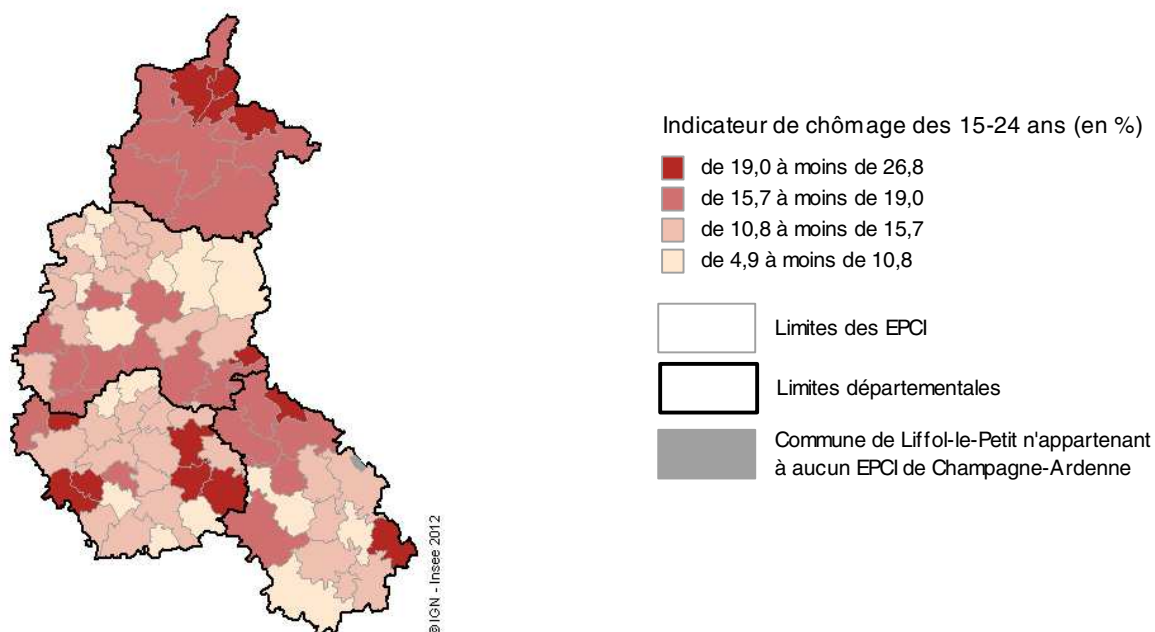 Indicateur de chômage des 15-24 ans (en %)
de 19,0 à moins de 26,8
de 15,7 à moins de 19,0
de 10,8 à moins de 15,7
de 4,9 à moins de 10,8
Limites des EPCI
Limites départementales
Commune de Liffol-le-Petit n'appartenant
à aucun EPCI de Champagne-Ardenne
©IGN - Insee 2012